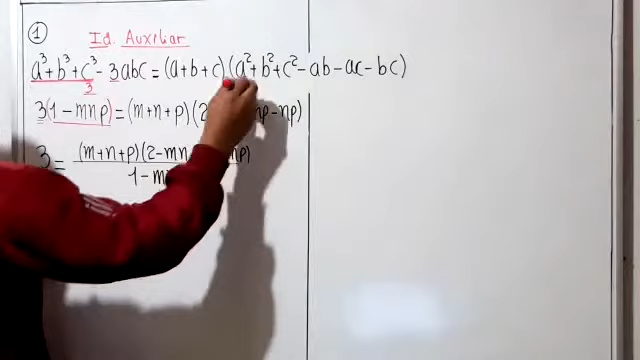 1
Id. Auxiliar
a³ + b³ + c³ - 3abc = (a+b+c)(a² + b² + c² - ab - ac - bc)
3
3(1 - mnp) = (m+n+p)(2 - np)
3 = (m+n+p)(2-mn np)
1 - m